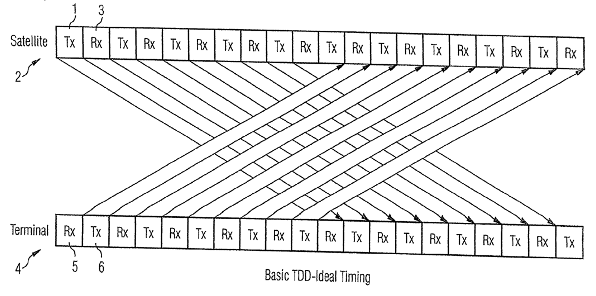 1 3
Satellite Tx Rx Tx Rx Tx Rx Tx Rx Tx Rx Tx Rx Tx Rx Tx Rx Tx Rx Tx Rx
2
Terminal Rx Tx Rx Tx Rx Tx Rx Tx Rx Tx Rx Tx Rx Tx Rx Tx Rx Tx Rx Tx
4 5 6
Basic TDD-Ideal Timing